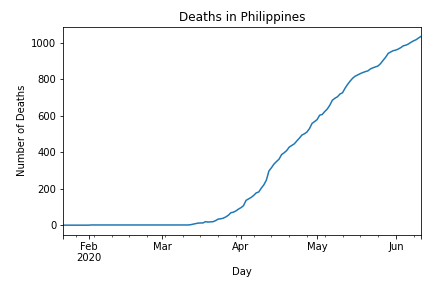 Deaths in Philippines
Number of Deaths
1000
800
600
400
200
0
Feb
2020
Mar
Apr
May
Jun
Day